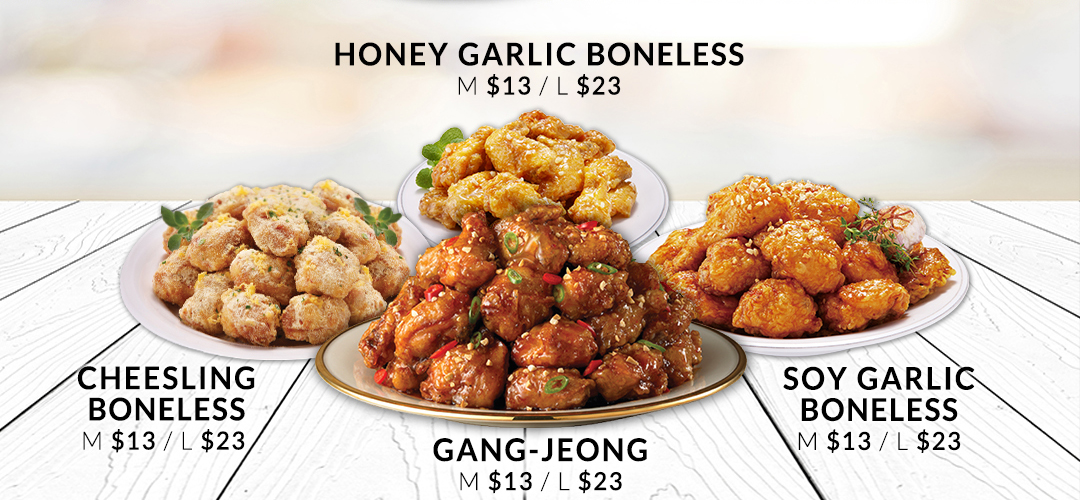 HONEY GARLIC BONELESS
M $13 / L $23
CHEESLING
BONELESS
M $13 / L $23
GANG-JEONG
M $13 / L $23
SOY GARLIC
BONELESS
M $13 / L $23